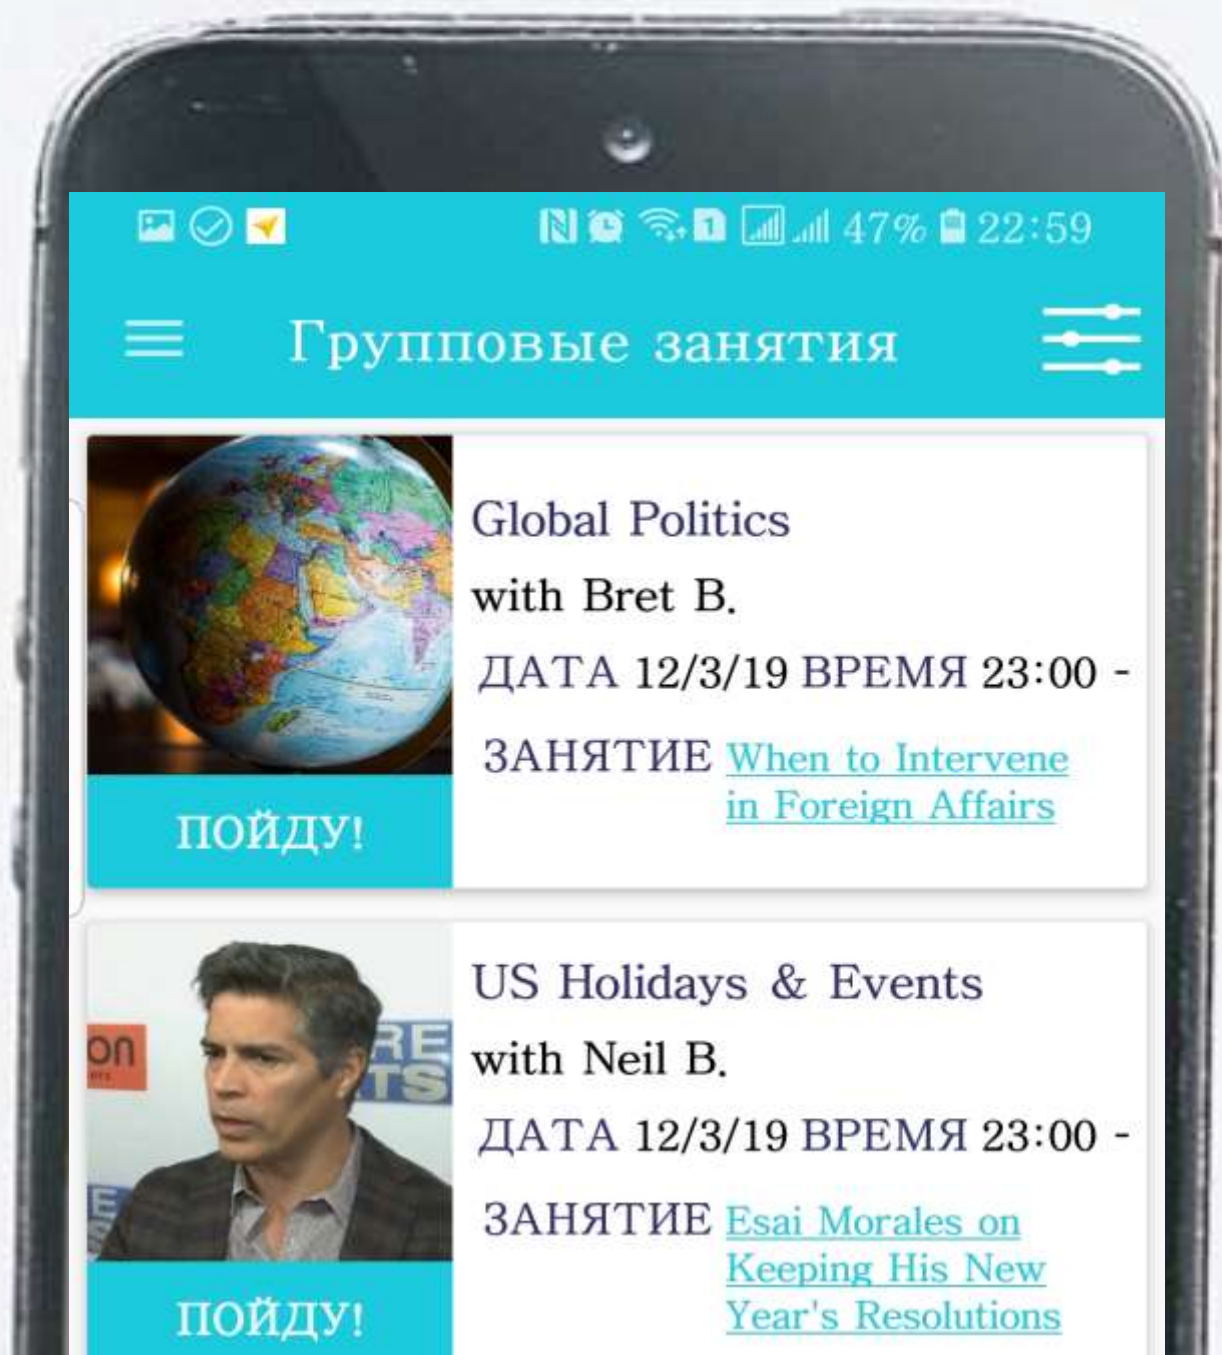 47% 22:59
Групповые занятия
Global Politics
with Bret B.
ДАТА 12/3/19 ВРЕМЯ 23:00 -
ЗАНЯТИЕ When to Intervene
in Foreign Affairs
ПОЙДУ!
US Holidays & Events
with Neil B.
ДАТА 12/3/19 ВРЕМЯ 23:00 -
ЗАНЯТИЕ Esai Morales on
Keeping His New
Year's Resolutions
ПОЙДУ!